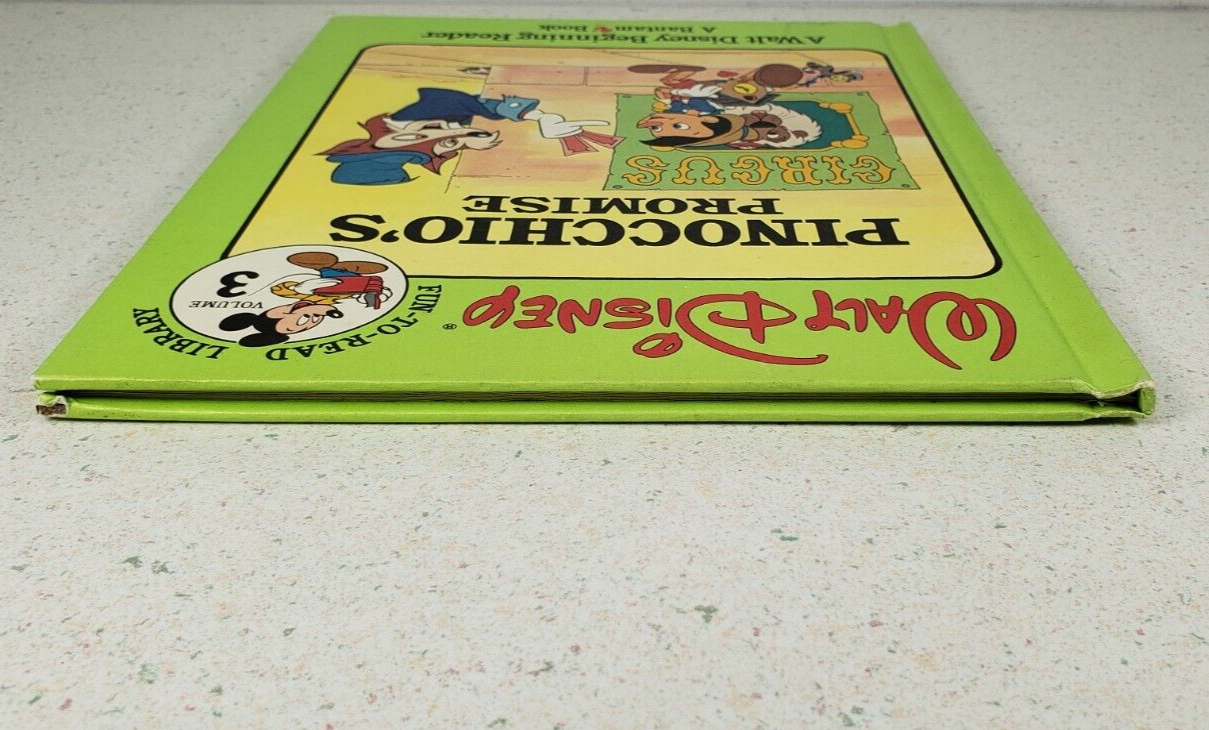 WALT DISNEY®
FUN-TO-READ
LIBRARY
VOLUME
3
PINOCCHIO'S
PROMISE
CIRCUS
A Walt Disney Beginning Reader
A Bantam Book